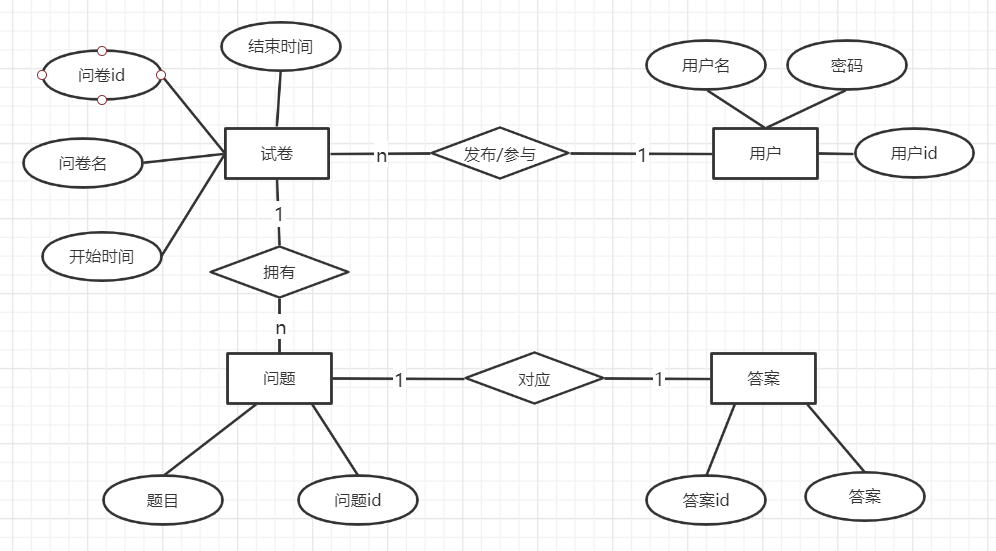 结束时间
问卷id
用户名
密码
问卷名
试卷
n
发布/参与
1
用户
用户id
1
开始时间
拥有
n
问题
1
对应
1
答案
题目
问题id
答案id
答案